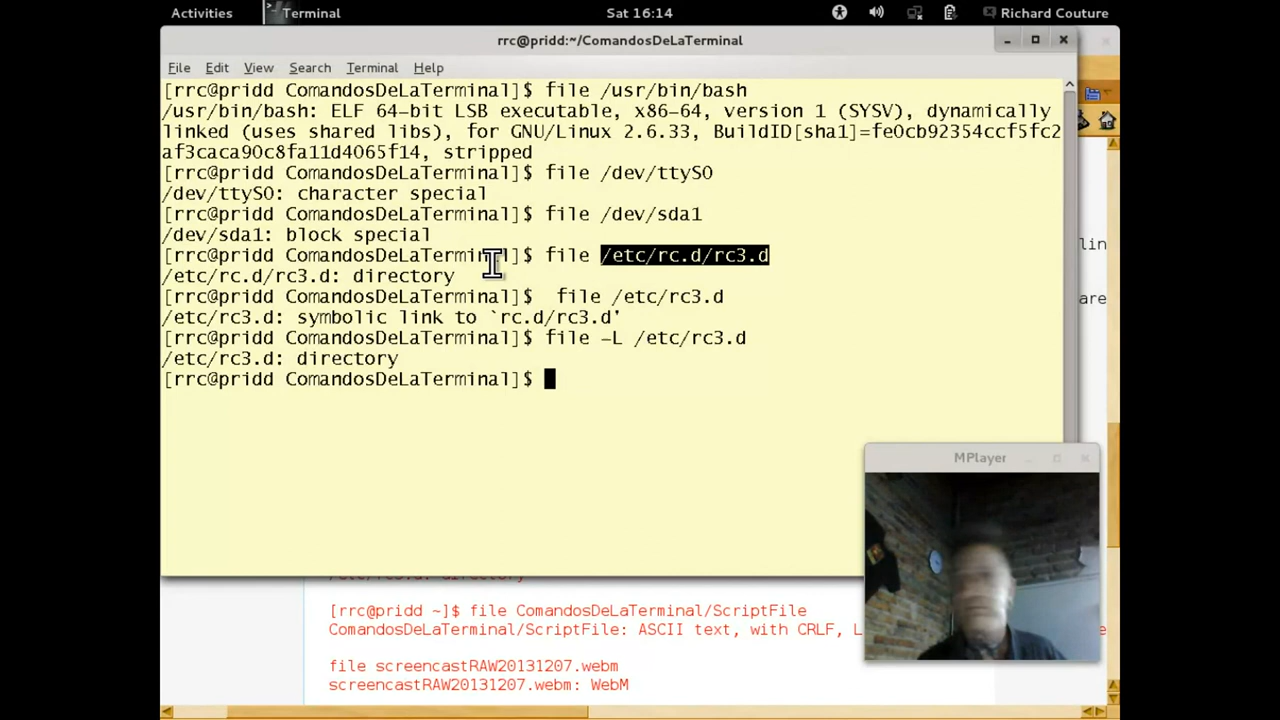 Activities
Terminal
Sat 16:14
Richard Couture
rrc@pridd:~/ComandosDeLaTerminal
File Edit View Search Terminal Help
[rrc@pridd ComandosDeLaTerminal]$ file /usr/bin/bash
/usr/bin/bash: ELF 64-bit LSB executable, x86-64, version 1 (SYSV), dynamically
linked (uses shared libs), for GNU/Linux 2.6.33, BuildID[sha1]=fe0cb92354ccf5fc2
af3caca90c8fa11d4065f14, stripped
[rrc@pridd ComandosDeLaTerminal]$ file /dev/ttyS0
/dev/ttyS0: character special
[rrc@pridd ComandosDeLaTerminal]$ file /dev/sda1
/dev/sda1: block special
[rrc@pridd ComandosDeLaTerminal]$ file /etc/rc.d/rc3.d
/etc/rc.d/rc3.d: directory
[rrc@pridd ComandosDeLaTerminal]$  file /etc/rc3.d
/etc/rc3.d: symbolic link to `rc.d/rc3.d'
[rrc@pridd ComandosDeLaTerminal]$ file -L /etc/rc3.d
/etc/rc3.d: directory
[rrc@pridd ComandosDeLaTerminal]$
lin
are
MPlayer
[rrc@pridd ~]$ file ComandosDeLaTerminal/ScriptFile
ComandosDeLaTerminal/ScriptFile: ASCII text, with CRLF, L
file screencastRAW20131207.webm
screencastRAW20131207.webm: WebM